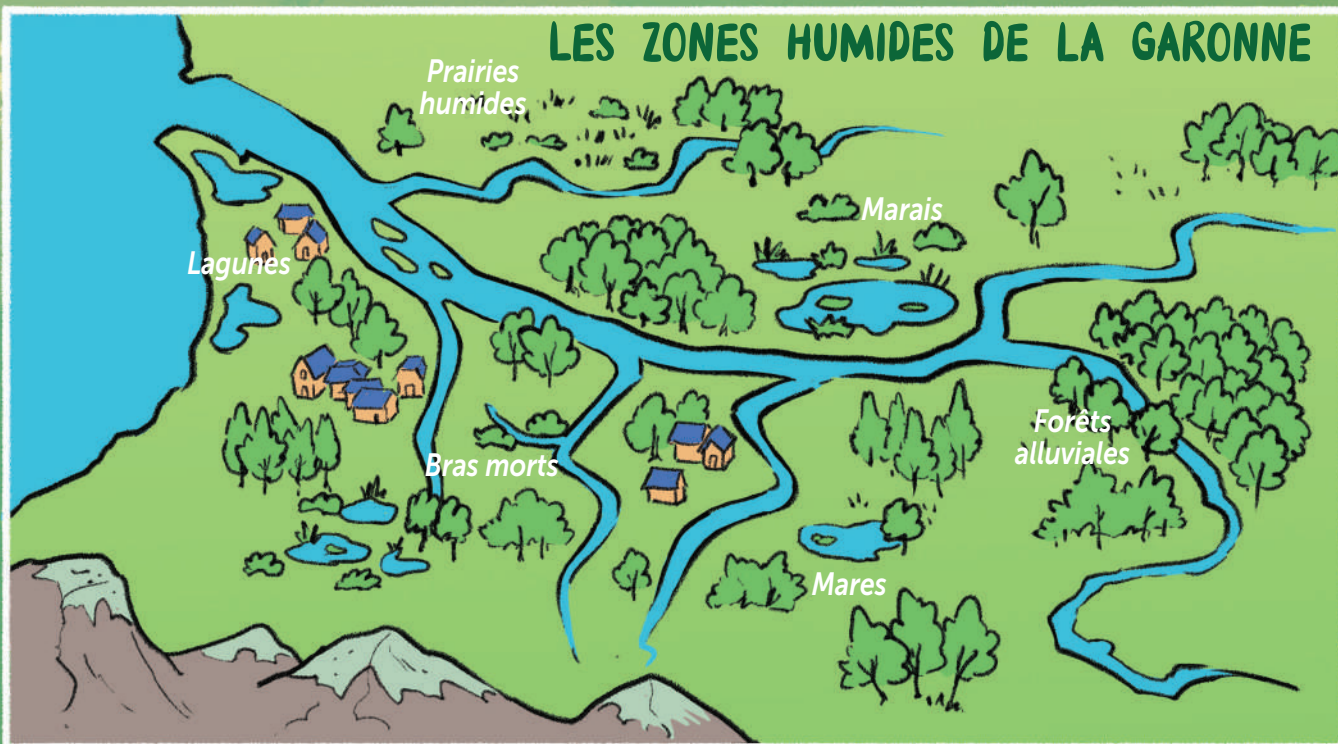 LES ZONES HUMIDES DE LA GARONNE
Prairies
humides
Marais
Lagunes
Forêts
alluviales
Bras morts
Mares